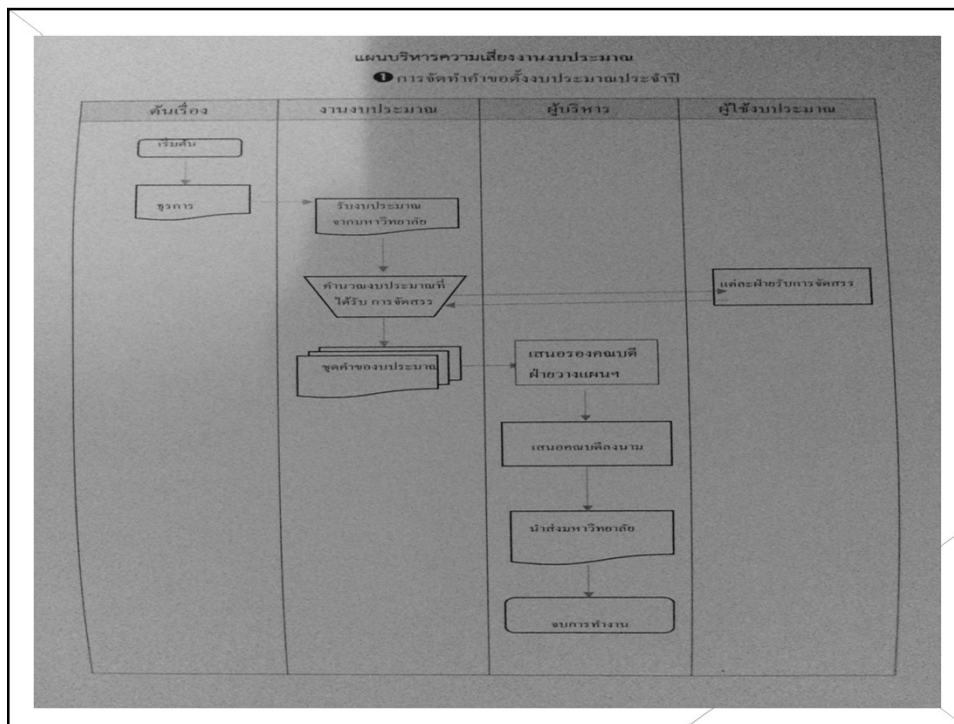 แผนบริหารความเสี่ยงงานงบประมาณ
❶ การจัดทำคำขอตั้งงบประมาณประจำปี
ต้นเรื่อง
งานงบประมาณ
ผู้บริหาร
ผู้ใช้งบประมาณ
เริ่มต้น
ธุรการ
รับงบประมาณ
จากมหาวิทยาลัย
คำนวณงบประมาณที่
ได้รับ การจัดสรร
แต่ละฝ่ายรับการจัดสรร
ชุดคำของบประมาณ
เสนอรองคณบดี
ฝ่ายวางแผนฯ
เสนอคณบดีลงนาม
นำส่งมหาวิทยาลัย
จบการทำงาน